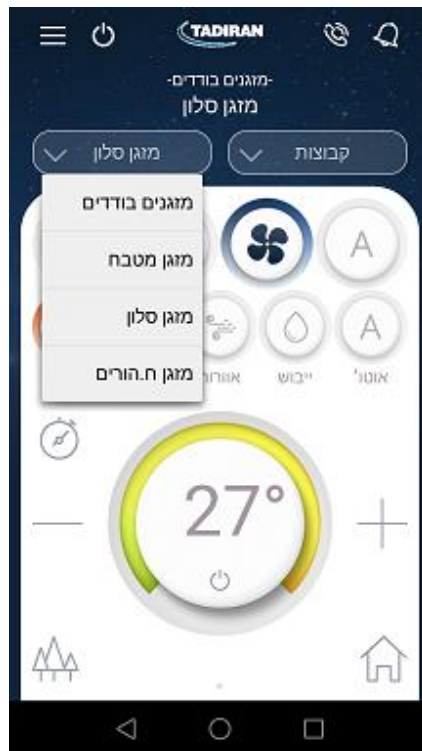 TADIRAN
-מזגנים בודדים-
מזגן סלון
קבוצות
מזגן סלון
מזגנים בודדים
מזגן מטבח
מזגן סלון
מזגן ח.הורים
A
A
אוטו'
ייבוש
27°